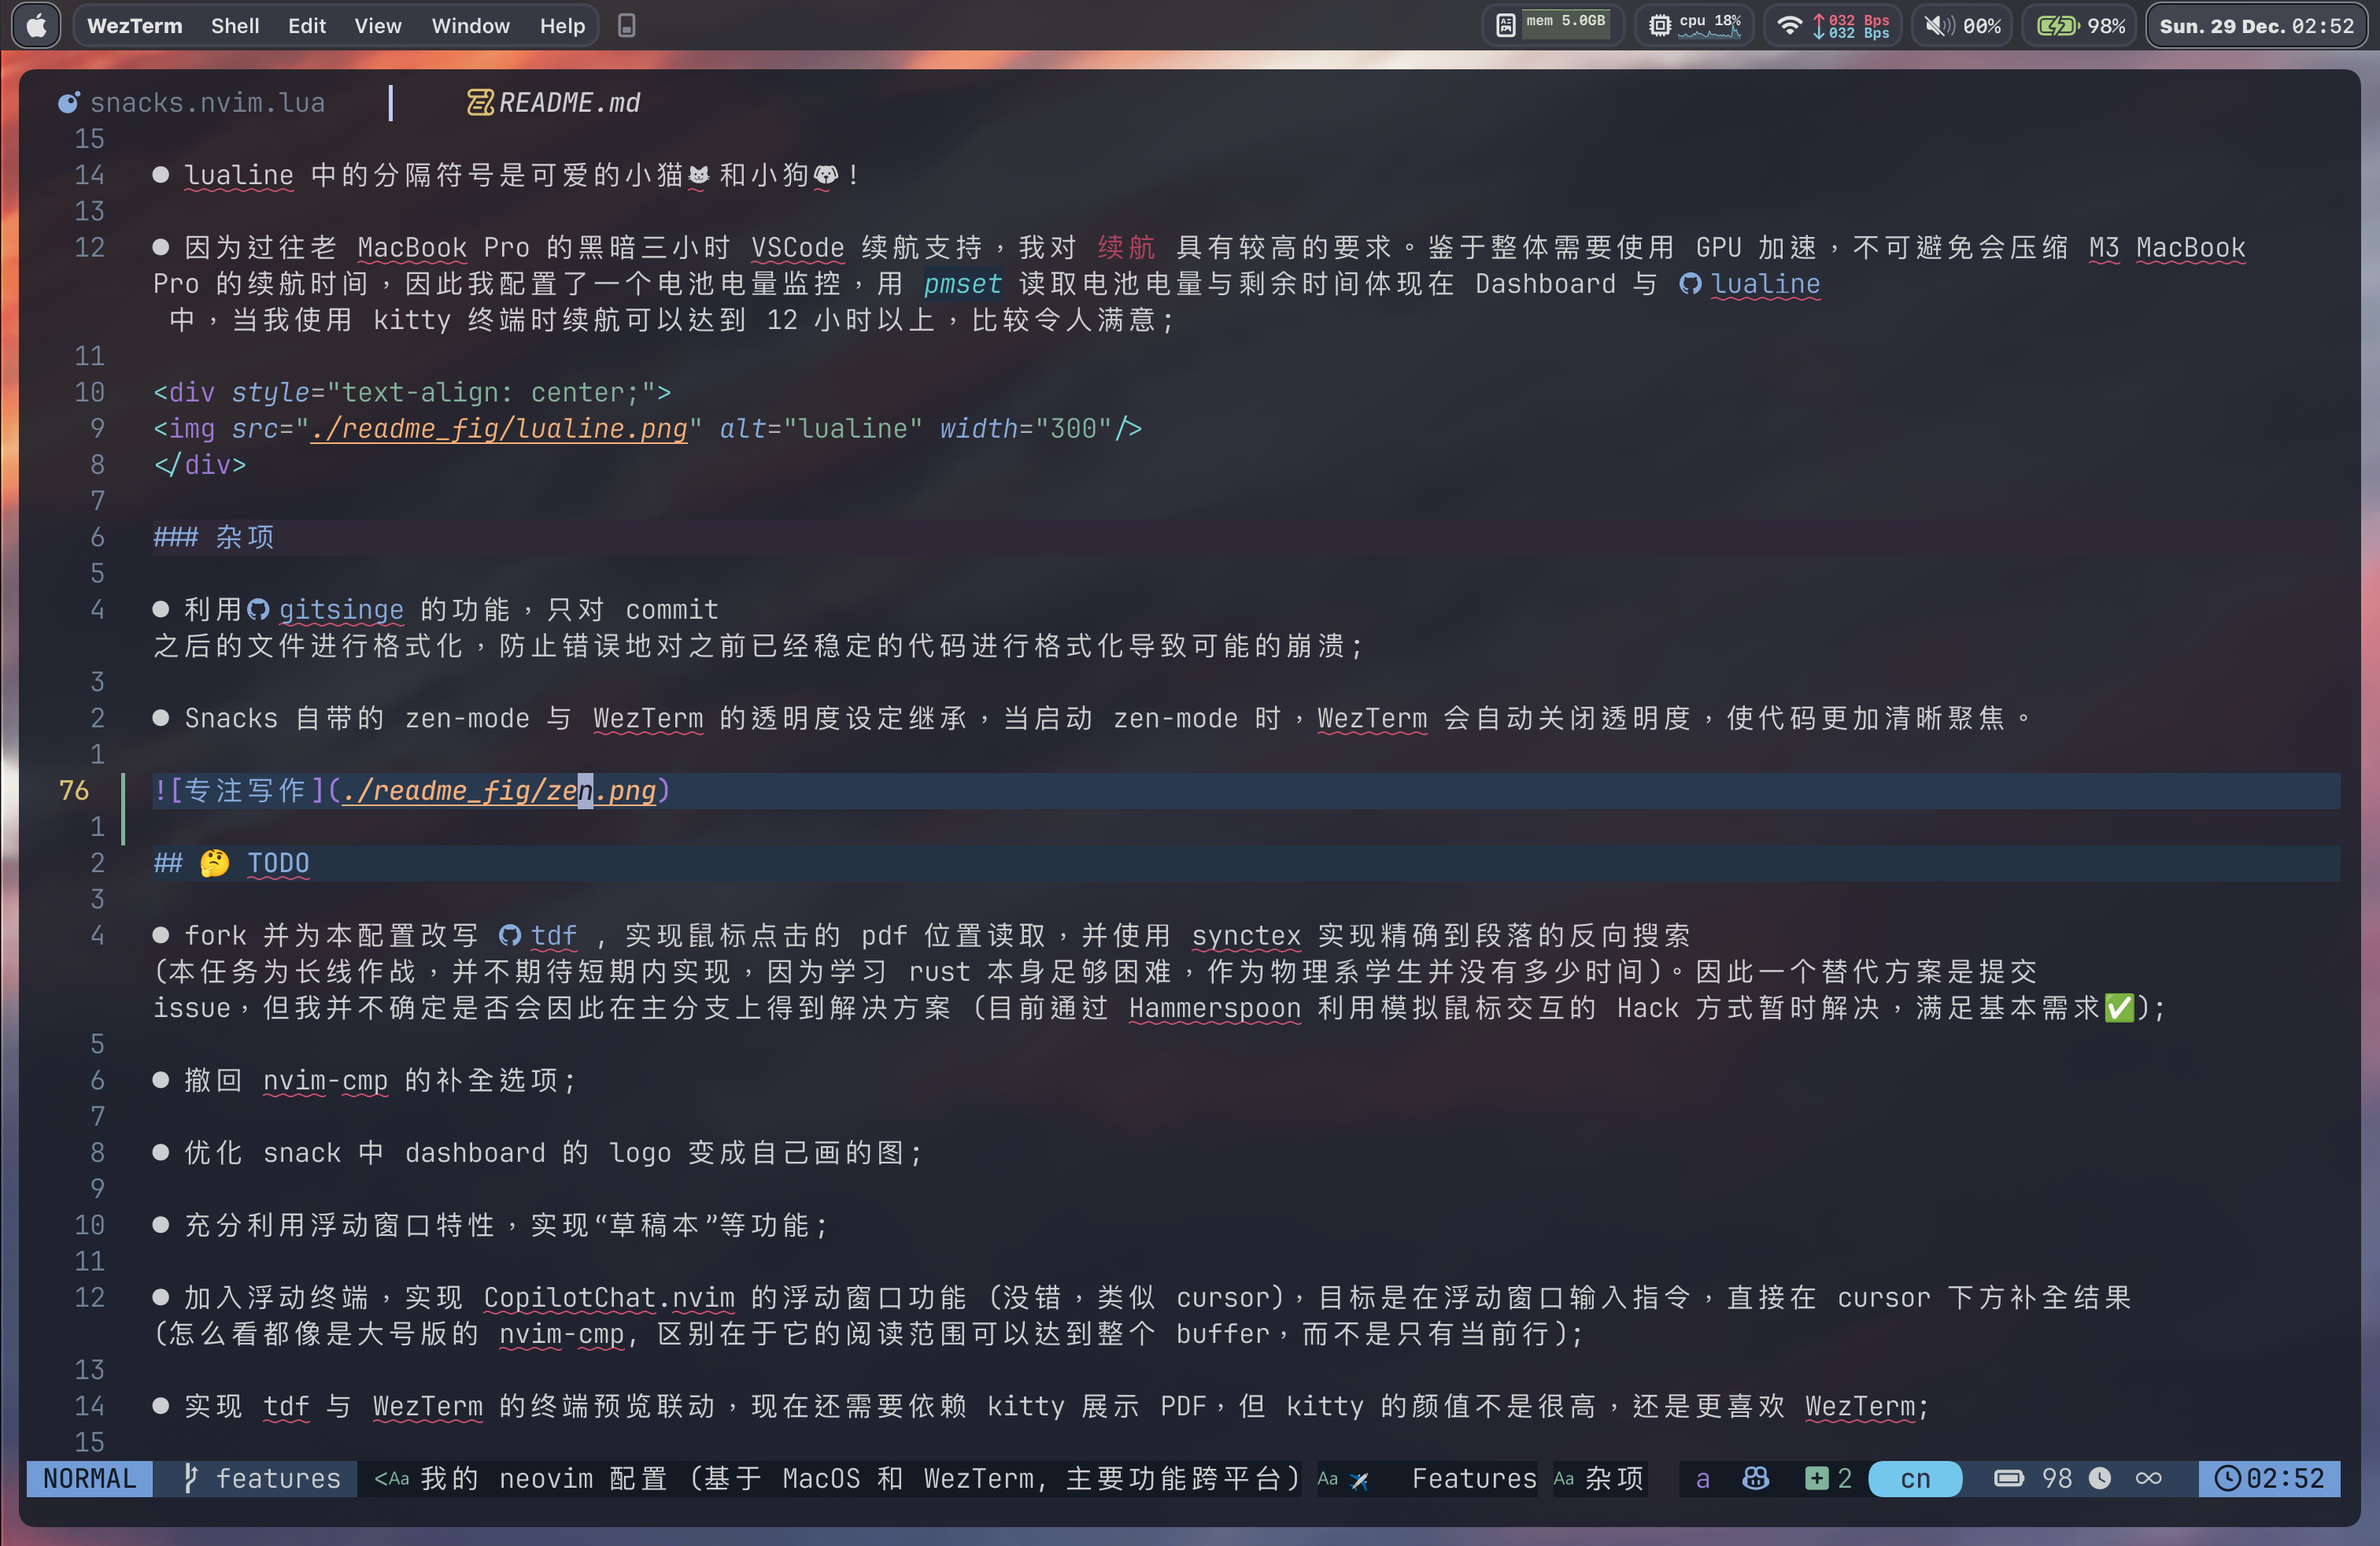 WezTerm Shell Edit View Window Help mem 5.0GB cpu 18% 032 Bps 032 Bps 00% 98% Sun. 29 Dec. 02:52
snacks.nvim.lua README.md
15
14 ● lualine 中的分隔符号是可爱的小猫🐱和小狗🐶!
13
12 ● 因为过往老 MacBook Pro 的黑暗三小时 VSCode 续航支持，我对 续航 具有较高的要求。鉴于整体需要使用 GPU 加速，不可避免会压缩 M3 MacBook
Pro 的续航时间，因此我配置了一个电池电量监控，用 pmset 读取电池电量与剩余时间体现在 Dashboard 与 lualine
中，当我使用 kitty 终端时续航可以达到 12 小时以上，比较令人满意;
11
10 <div style="text-align: center;">
9 <img src="./readme_fig/lualine.png" alt="lualine" width="300"/>
8 </div>
7
6 ### 杂项
5
4 ● 利用 gitsinge 的功能，只对 commit
之后的文件进行格式化，防止错误地对之前已经稳定的代码进行格式化导致可能的崩溃;
3
2 ● Snacks 自带的 zen-mode 与 WezTerm 的透明度设定继承，当启动 zen-mode 时，WezTerm 会自动关闭透明度，使代码更加清晰聚焦。
1
76 ![专注写作](./readme_fig/zen.png)
1
2 ## 🤔 TODO
3
4 ● fork 并为本配置改写 tdf , 实现鼠标点击的 pdf 位置读取，并使用 synctex 实现精确到段落的反向搜索
(本任务为长线作战，并不期待短期内实现，因为学习 rust 本身足够困难，作为物理系学生并没有多少时间)。因此一个替代方案是提交
issue，但我并不确定是否会因此在主分支上得到解决方案 (目前通过 Hammerspoon 利用模拟鼠标交互的 Hack 方式暂时解决，满足基本需求✅);
5
6 ● 撤回 nvim-cmp 的补全选项;
7
8 ● 优化 snack 中 dashboard 的 logo 变成自己画的图;
9
10 ● 充分利用浮动窗口特性，实现“草稿本”等功能;
11
12 ● 加入浮动终端，实现 CopilotChat.nvim 的浮动窗口功能 (没错，类似 cursor)，目标是在浮动窗口输入指令，直接在 cursor 下方补全结果
(怎么看都像是大号版的 nvim-cmp, 区别在于它的阅读范围可以达到整个 buffer，而不是只有当前行);
13
14 ● 实现 tdf 与 WezTerm 的终端预览联动，现在还需要依赖 kitty 展示 PDF，但 kitty 的颜值不是很高，还是更喜欢 WezTerm;
15
NORMAL features <Aa 我的 neovim 配置 (基于 MacOS 和 WezTerm, 主要功能跨平台) Aa ✈️ Features Aa 杂项 a 2 cn 98 ∞ 02:52